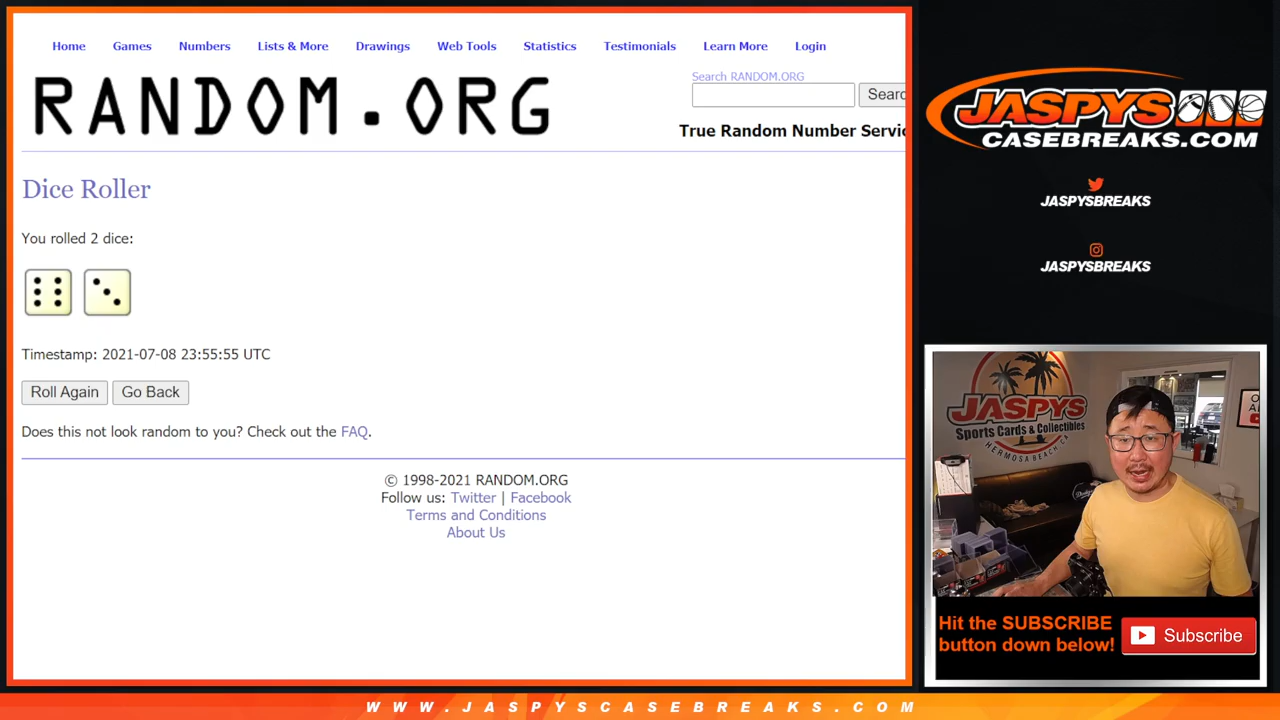 Home Games Numbers Lists & More Drawings Web Tools Statistics Testimonials Learn More Login
RANDOM.ORG
Search RANDOM.ORG
Searc
True Random Number Servic
Dice Roller
You rolled 2 dice:
Timestamp: 2021-07-08 23:55:55 UTC
Roll Again Go Back
Does this not look random to you? Check out the FAQ.
© 1998-2021 RANDOM.ORG
Follow us: Twitter | Facebook
Terms and Conditions
About Us
JASPYS
CASEBREAKS.COM
JASPYSBREAKS
JASPYSBREAKS
JASPYS
Sports Cards & Collectibles
HERMOSA BEACH, CA
Hit the SUBSCRIBE
button down below!
Subscribe
WWW.JASPYSCASEBREAKS.COM